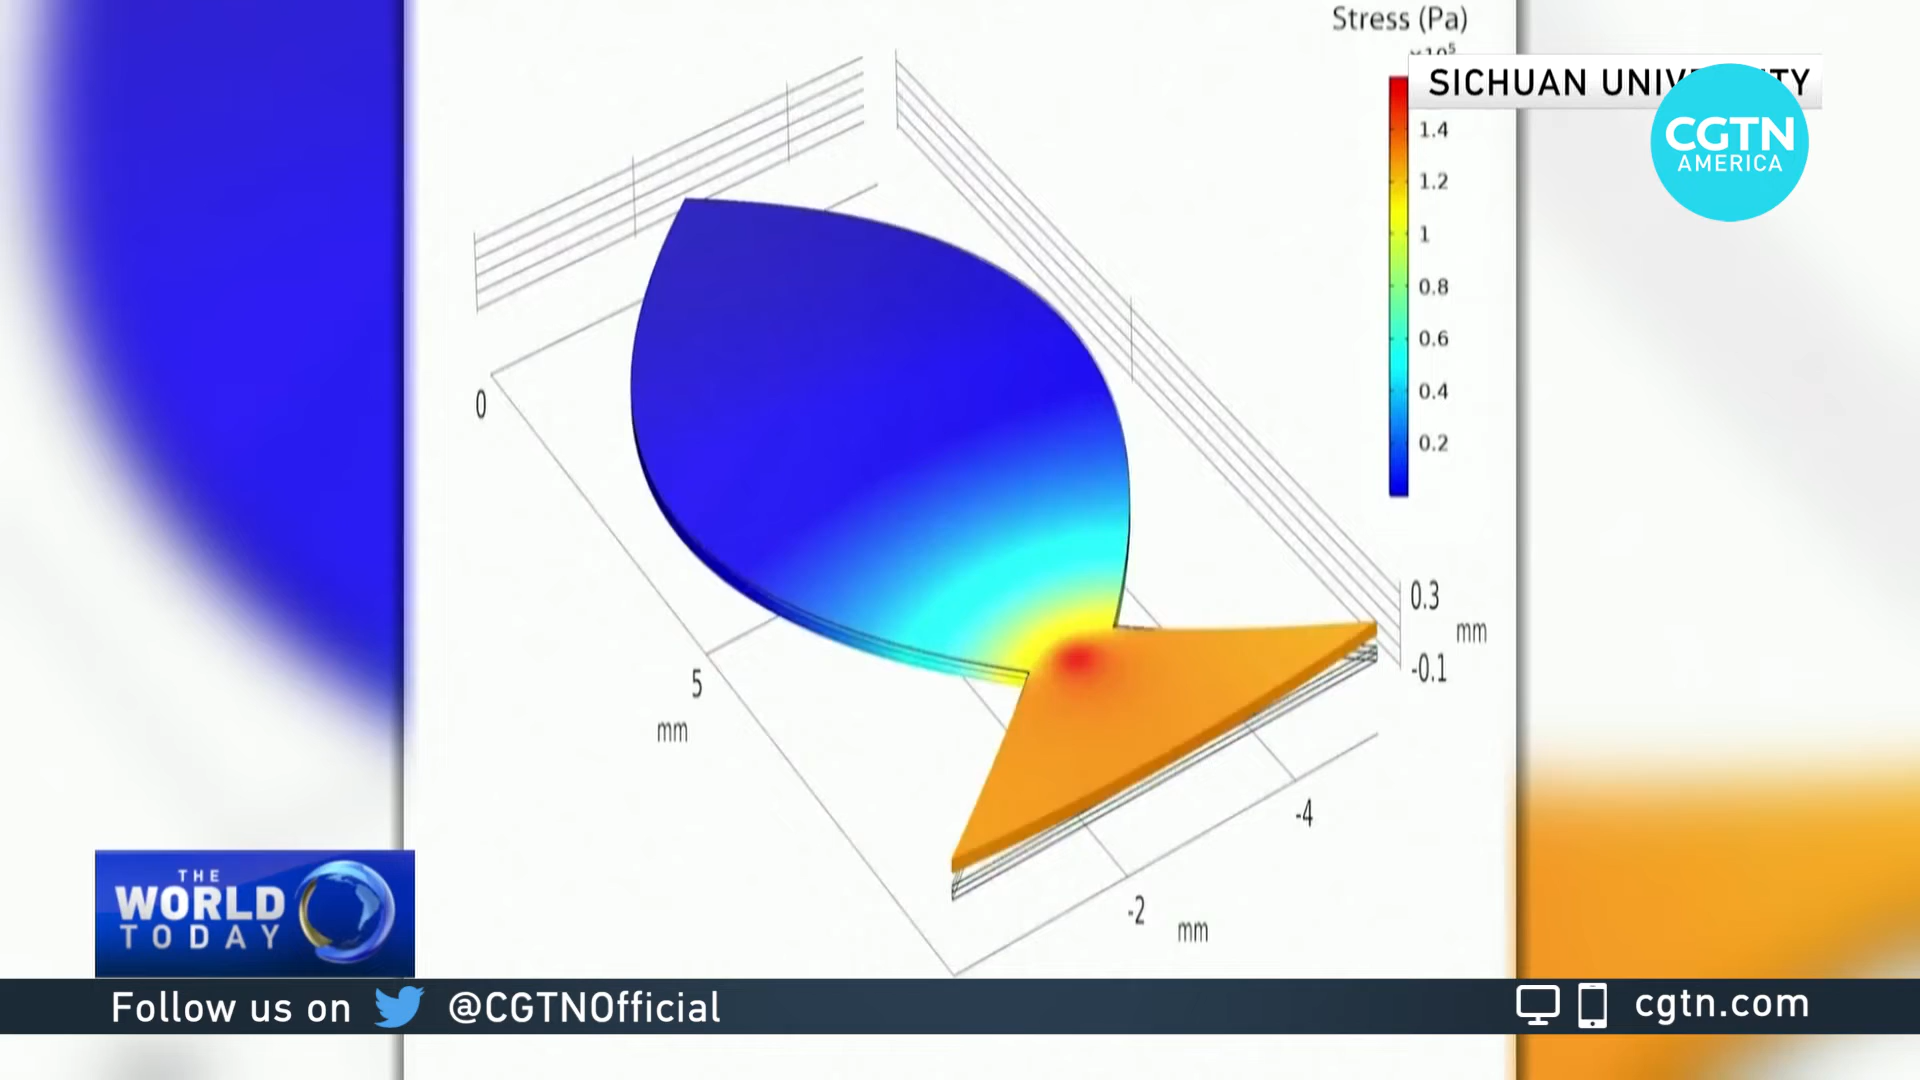 Stress (Pa)
×10⁵
SICHUAN UNIVERSITY
CGTN
AMERICA
1.4
1.2
1
0.8
0.6
0.4
0.2
0
5
mm
0.3
mm
-0.1
-4
-2
mm
THE
WORLD
TODAY
Follow us on @CGTNOfficial
cgtn.com